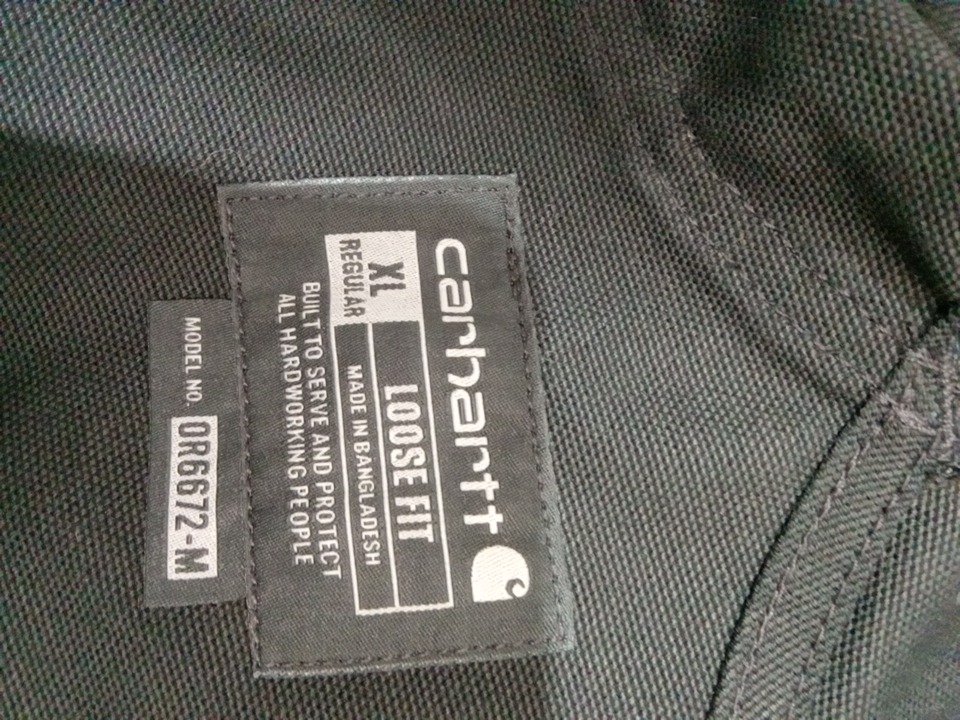 carhartt
XL
REGULAR
LOOSE FIT
MADE IN BANGLADESH
BUILT TO SERVE AND PROTECT
ALL HARDWORKING PEOPLE
MODEL NO. OR6672-M